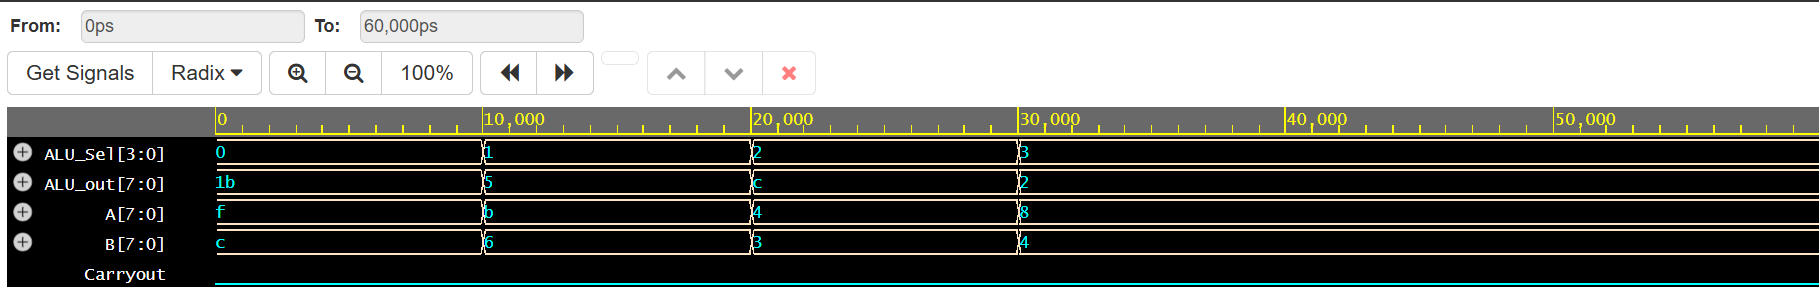 From: 0ps To: 60,000ps
Get Signals Radix 100%
0 10,000 20,000 30,000 40,000 50,000
ALU_Sel[3:0] 0 1 2 3
ALU_out[7:0] 1b 5 c 2
A[7:0] f b 4 8
B[7:0] c 6 3 4
Carryout